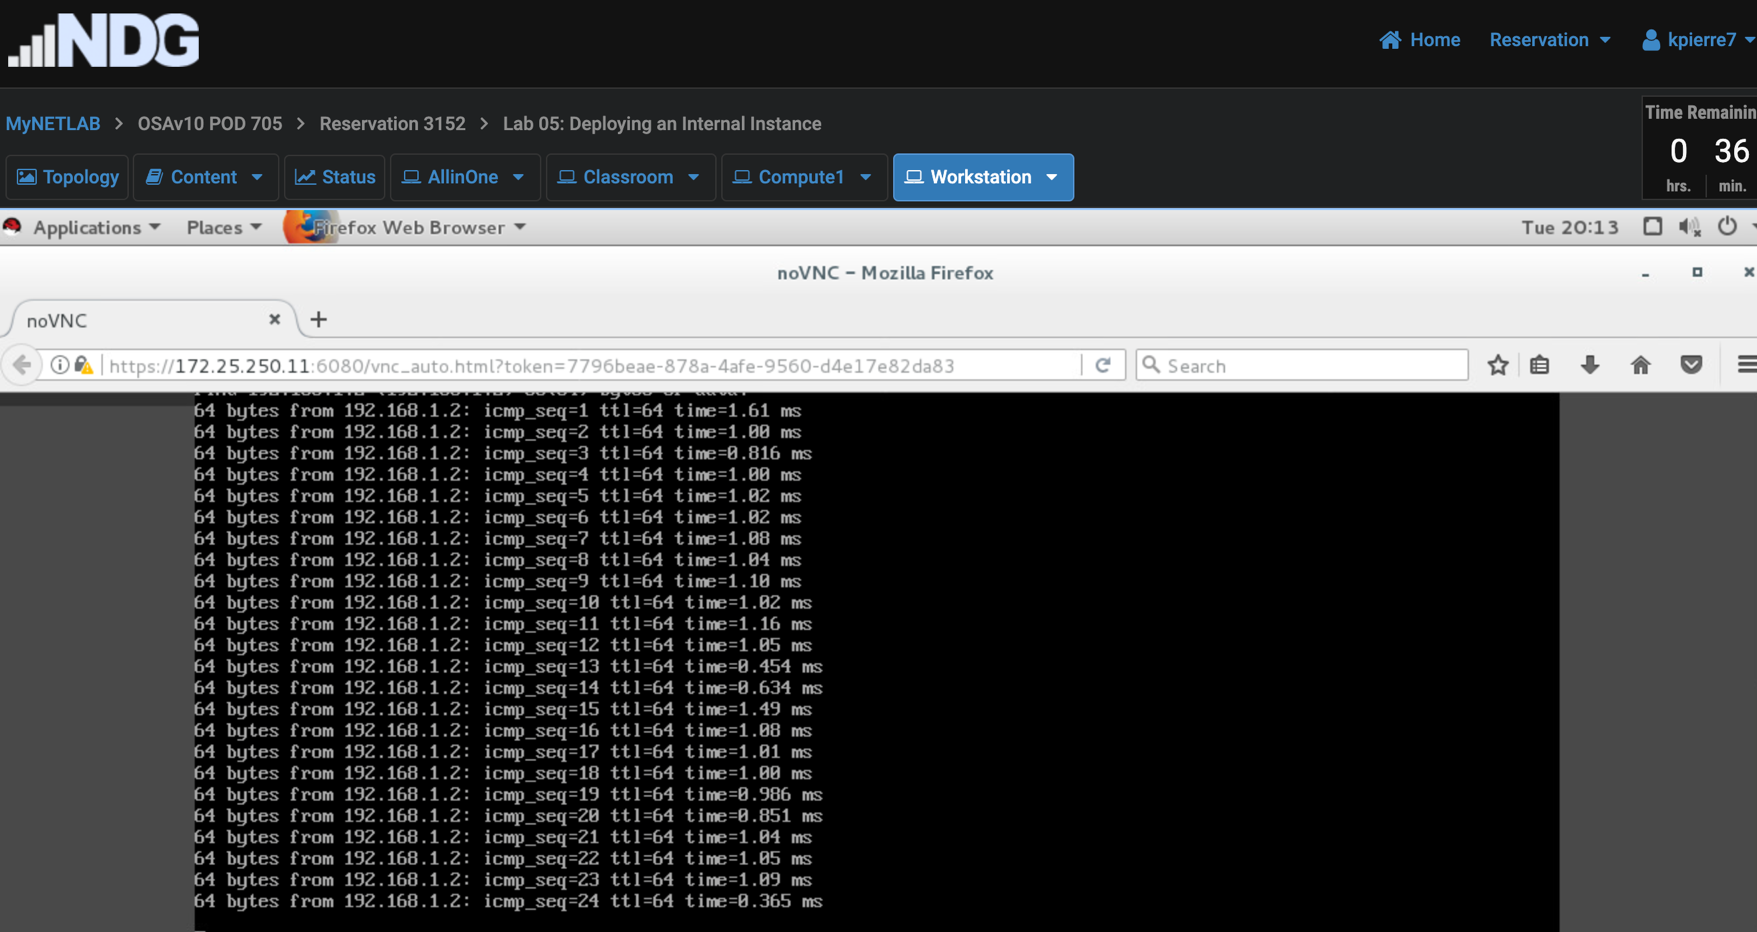 NDG
Home Reservation kpierre7
MyNETLAB > OSAv10 POD 705 > Reservation 3152 > Lab 05: Deploying an Internal Instance
Time Remainin
0 36
hrs. min.
Topology Content Status AllinOne Classroom Compute1 Workstation
Applications Places Firefox Web Browser Tue 20:13
noVNC - Mozilla Firefox
noVNC
https://172.25.250.11:6080/vnc_auto.html?token=7796beae-878a-4afe-9560-d4e17e82da83 Search
64 bytes from 192.168.1.2: icmp_seq=1 ttl=64 time=1.61 ms
64 bytes from 192.168.1.2: icmp_seq=2 ttl=64 time=1.00 ms
64 bytes from 192.168.1.2: icmp_seq=3 ttl=64 time=0.816 ms
64 bytes from 192.168.1.2: icmp_seq=4 ttl=64 time=1.00 ms
64 bytes from 192.168.1.2: icmp_seq=5 ttl=64 time=1.02 ms
64 bytes from 192.168.1.2: icmp_seq=6 ttl=64 time=1.02 ms
64 bytes from 192.168.1.2: icmp_seq=7 ttl=64 time=1.08 ms
64 bytes from 192.168.1.2: icmp_seq=8 ttl=64 time=1.04 ms
64 bytes from 192.168.1.2: icmp_seq=9 ttl=64 time=1.10 ms
64 bytes from 192.168.1.2: icmp_seq=10 ttl=64 time=1.02 ms
64 bytes from 192.168.1.2: icmp_seq=11 ttl=64 time=1.16 ms
64 bytes from 192.168.1.2: icmp_seq=12 ttl=64 time=1.05 ms
64 bytes from 192.168.1.2: icmp_seq=13 ttl=64 time=0.454 ms
64 bytes from 192.168.1.2: icmp_seq=14 ttl=64 time=0.634 ms
64 bytes from 192.168.1.2: icmp_seq=15 ttl=64 time=1.49 ms
64 bytes from 192.168.1.2: icmp_seq=16 ttl=64 time=1.08 ms
64 bytes from 192.168.1.2: icmp_seq=17 ttl=64 time=1.01 ms
64 bytes from 192.168.1.2: icmp_seq=18 ttl=64 time=1.00 ms
64 bytes from 192.168.1.2: icmp_seq=19 ttl=64 time=0.986 ms
64 bytes from 192.168.1.2: icmp_seq=20 ttl=64 time=0.851 ms
64 bytes from 192.168.1.2: icmp_seq=21 ttl=64 time=1.04 ms
64 bytes from 192.168.1.2: icmp_seq=22 ttl=64 time=1.05 ms
64 bytes from 192.168.1.2: icmp_seq=23 ttl=64 time=1.09 ms
64 bytes from 192.168.1.2: icmp_seq=24 ttl=64 time=0.365 ms